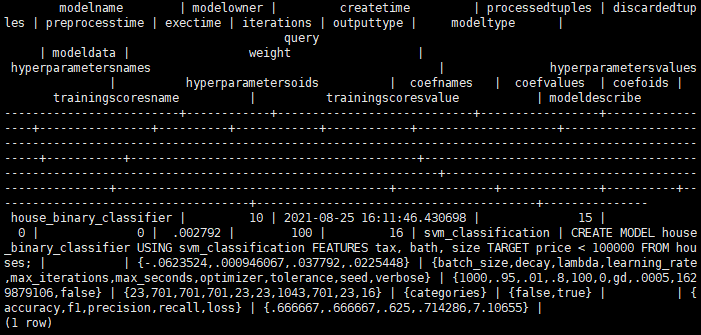 modelname | modelowner | createtime | processedtuples | discardedtup
les | preprocesstime | exectime | iterations | outputtype | modeltype |
query
| modeldata | weight |
hyperparametersnames | hyperparametersvalues
| hyperparametersoids | coefnames | coefvalues | coefoids |
trainingscoresname | trainingscoresvalue | modeldescribe
house_binary_classifier | 10 | 2021-08-25 16:11:46.430698 | 15 |
0 | 0 | .002792 | 100 | 16 | svm_classification | CREATE MODEL house
_binary_classifier USING svm_classification FEATURES tax, bath, size TARGET price < 100000 FROM hou
ses; | | {-.0623524,.000946067,.037792,.0225448} | {batch_size,decay,lambda,learning_rate
,max_iterations,max_seconds,optimizer,tolerance,seed,verbose} | {1000,.95,.01,.8,100,0,gd,.0005,162
9879106,false} | {23,701,701,701,23,23,1043,701,23,16} | {categories} | {false,true} | | {
accuracy,f1,precision,recall,loss} | {.666667,.666667,.625,.714286,7.10655} |
(1 row)